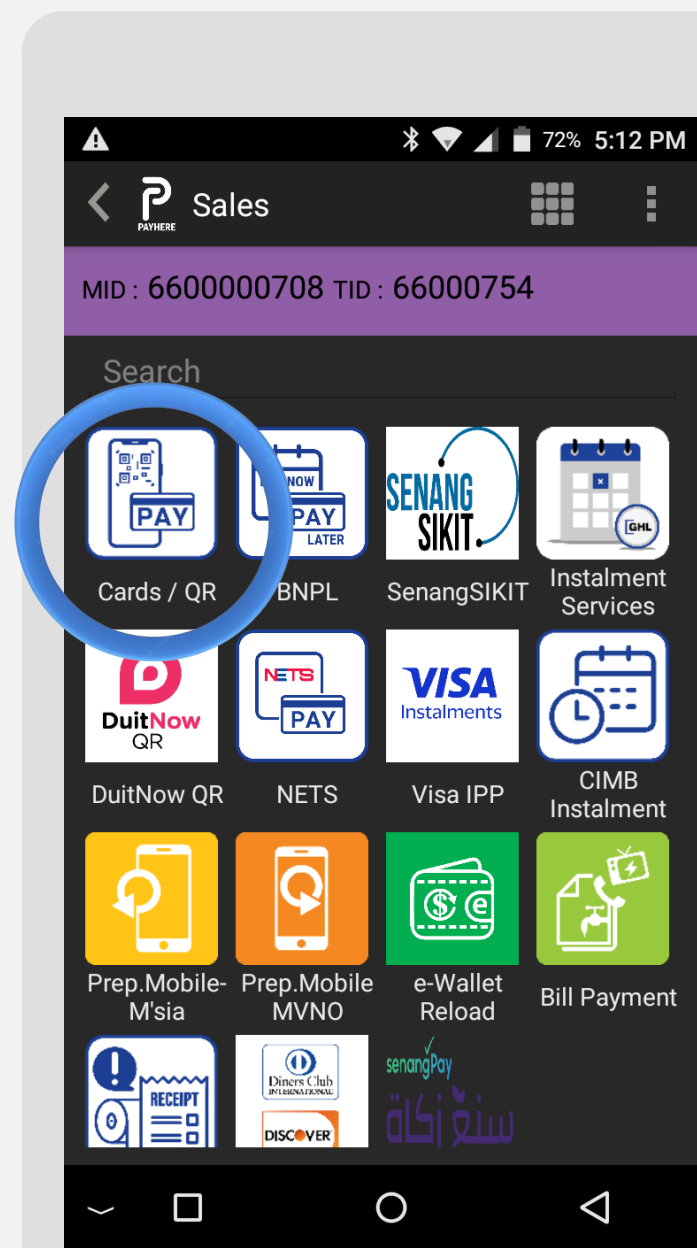 72% 5:12 PM
PAYHERE
Sales
MID : 6600000708 TID : 66000754
Search
PAY
NOW
PAY
LATER
SENANG
SIKIT.
GHL
Cards / QR
BNPL
SenangSIKIT
Instalment
Services
DuitNow
QR
NETS
PAY
VISA
Instalments
DuitNow QR
NETS
Visa IPP
CIMB
Instalment
$ e
Prep.Mobile-
M'sia
Prep.Mobile
MVNO
e-Wallet
Reload
Bill Payment
RECEIPT
Diners Club
INTERNATIONAL
DISCOVER
senangPay
سنڠ زكاة